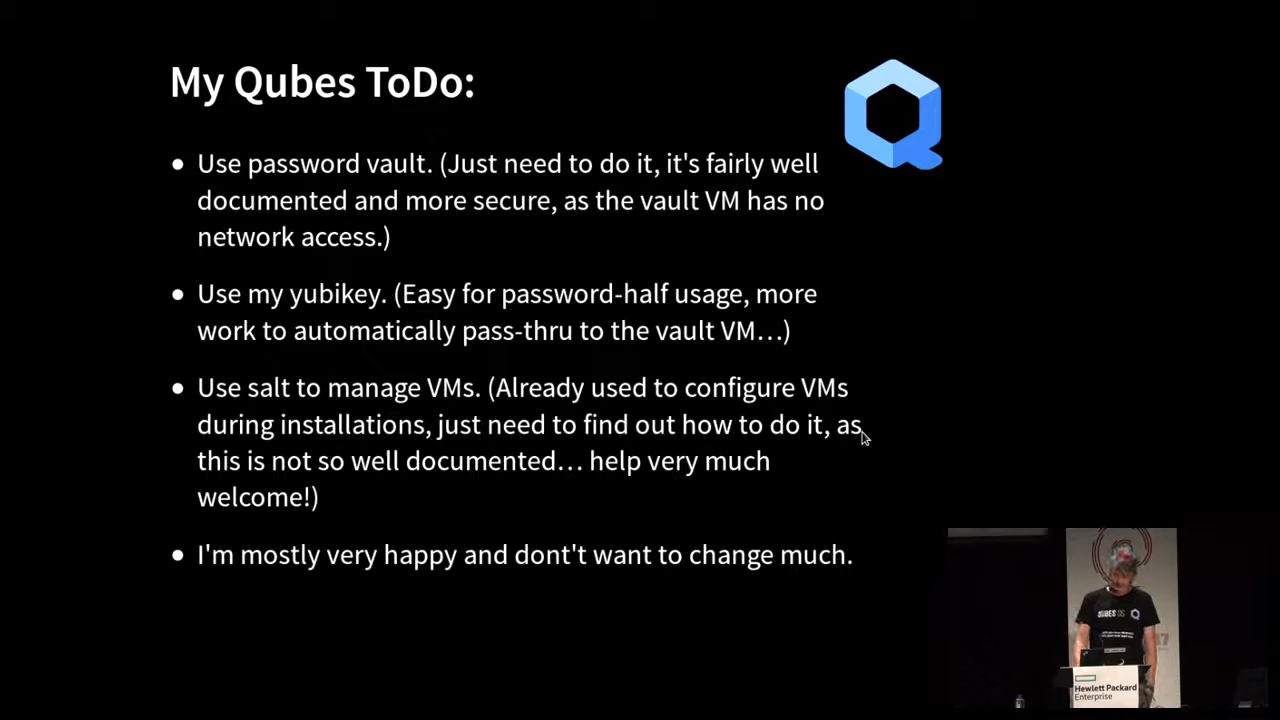 My Qubes ToDo:
● Use password vault. (Just need to do it, it's fairly well
documented and more secure, as the vault VM has no
network access.)
● Use my yubikey. (Easy for password-half usage, more
work to automatically pass-thru to the vault VM…)
● Use salt to manage VMs. (Already used to configure VMs
during installations, just need to find out how to do it, as
this is not so well documented… help very much
welcome!)
● I'm mostly very happy and dont't want to change much.
QUBES OS
Hewlett Packard
Enterprise